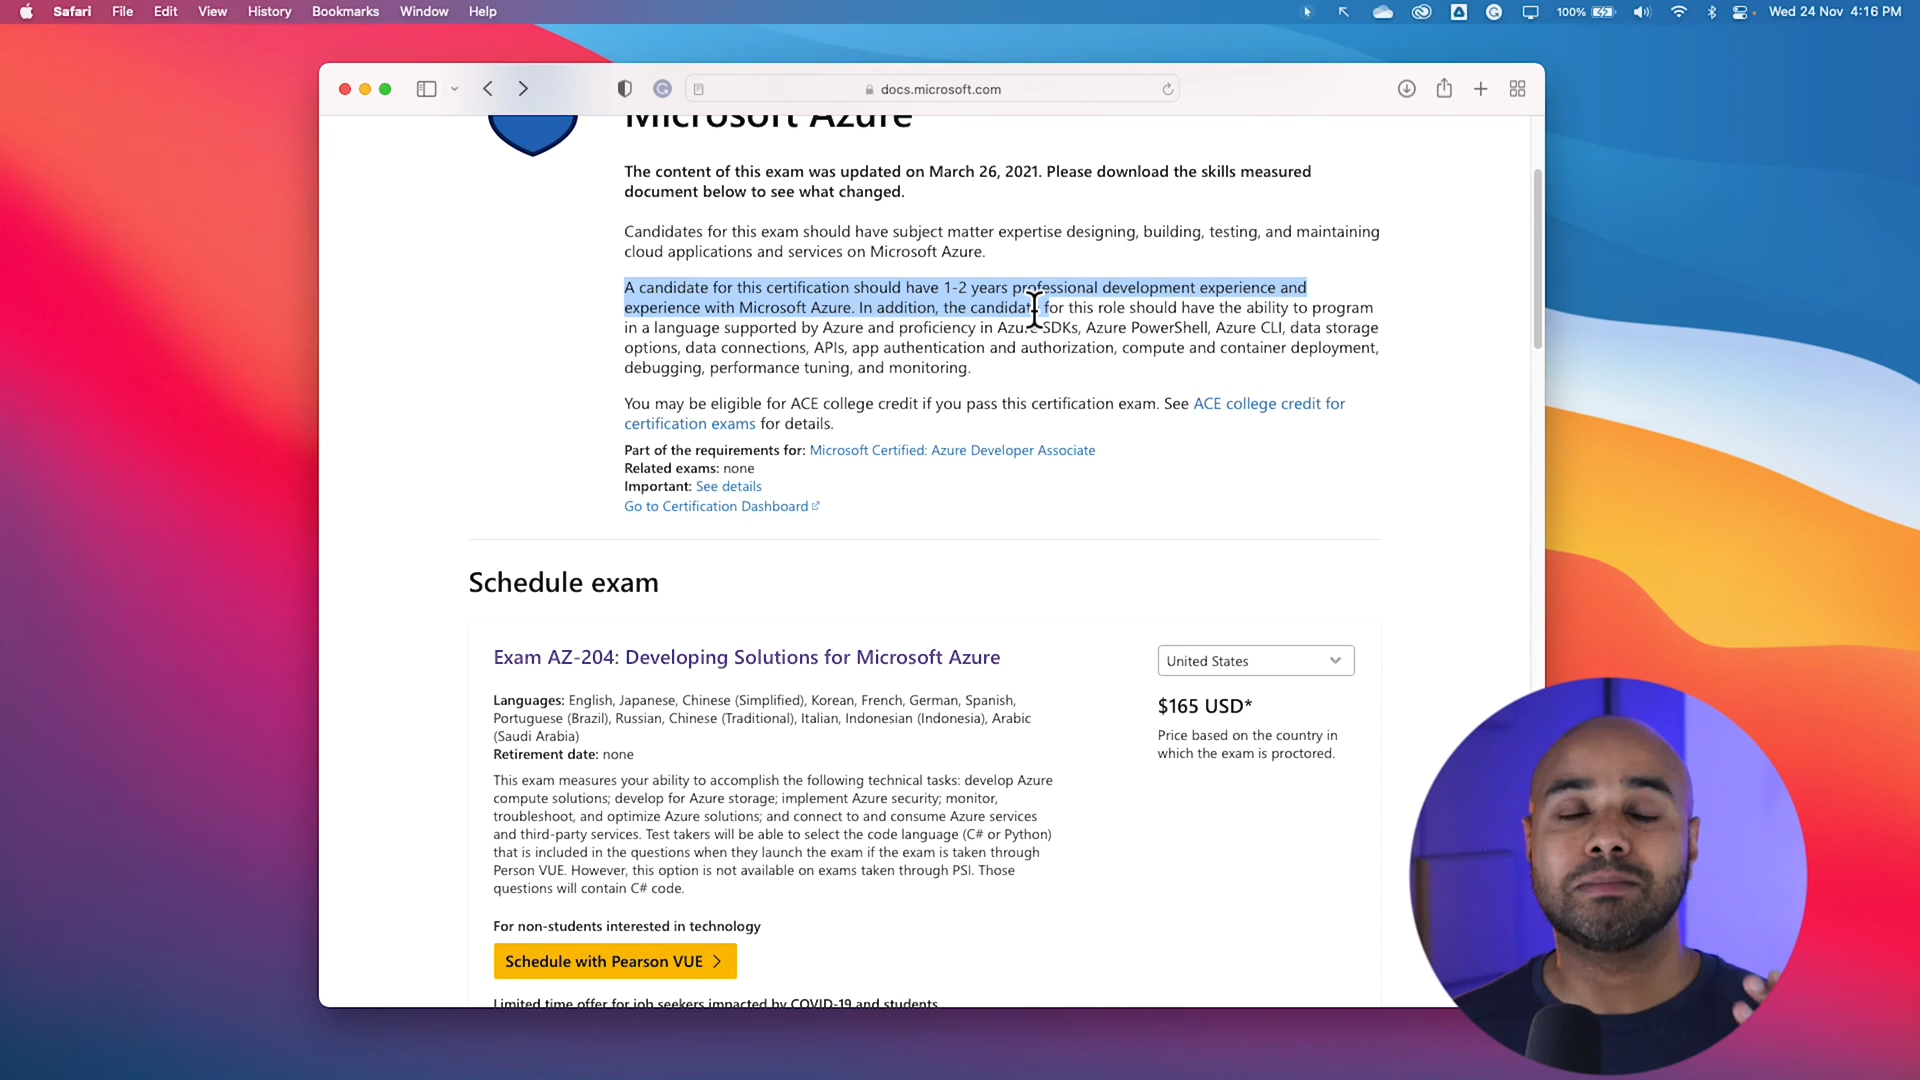 Safari File Edit View History Bookmarks Window Help 100% Wed 24 Nov 4:16 PM
docs.microsoft.com
Microsoft Azure
The content of this exam was updated on March 26, 2021. Please download the skills measured
document below to see what changed.
Candidates for this exam should have subject matter expertise designing, building, testing, and maintaining
cloud applications and services on Microsoft Azure.
A candidate for this certification should have 1-2 years professional development experience and
experience with Microsoft Azure. In addition, the candidate for this role should have the ability to program
in a language supported by Azure and proficiency in Azure SDKs, Azure PowerShell, Azure CLI, data storage
options, data connections, APIs, app authentication and authorization, compute and container deployment,
debugging, performance tuning, and monitoring.
You may be eligible for ACE college credit if you pass this certification exam. See ACE college credit for
certification exams for details.
Part of the requirements for: Microsoft Certified: Azure Developer Associate
Related exams: none
Important: See details
Go to Certification Dashboard
Schedule exam
Exam AZ-204: Developing Solutions for Microsoft Azure
Languages: English, Japanese, Chinese (Simplified), Korean, French, German, Spanish,
Portuguese (Brazil), Russian, Chinese (Traditional), Italian, Indonesian (Indonesia), Arabic
(Saudi Arabia)
Retirement date: none
This exam measures your ability to accomplish the following technical tasks: develop Azure
compute solutions; develop for Azure storage; implement Azure security; monitor,
troubleshoot, and optimize Azure solutions; and connect to and consume Azure services
and third-party services. Test takers will be able to select the code language (C# or Python)
that is included in the questions when they launch the exam if the exam is taken through
Person VUE. However, this option is not available on exams taken through PSI. Those
questions will contain C# code.
For non-students interested in technology
Schedule with Pearson VUE
Limited time offer for job seekers impacted by COVID-19 and students
United States
$165 USD*
Price based on the country in
which the exam is proctored.